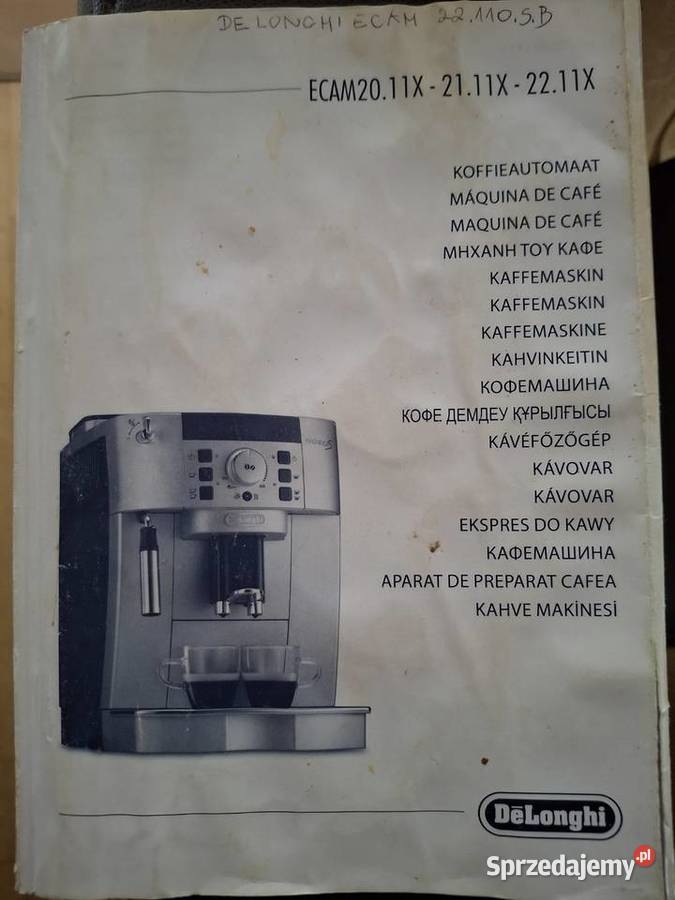 DELONGHI ECAM 22.110.S.B
ECAM20.11X - 21.11X - 22.11X
KOFFIEAUTOMAAT
MÁQUINA DE CAFÉ
MAQUINA DE CAFÉ
ΜΗΧΑΝΗ ΤΟΥ ΚΑΦΕ
KAFFEMASKIN
KAFFEMASKIN
KAFFEMASKINE
KAHVINKEITIN
КОФЕМАШИНА
КОФЕ ДЕМДЕУ ҚҰРЫЛҒЫСЫ
KÁVÉFŐZŐGÉP
KÁVOVAR
KÁVOVAR
EKSPRES DO KAWY
КАФЕМАШИНА
APARAT DE PREPARAT CAFEA
KAHVE MAKİNESİ
DeLonghi
DēLonghi
Sprzedajemy.pl